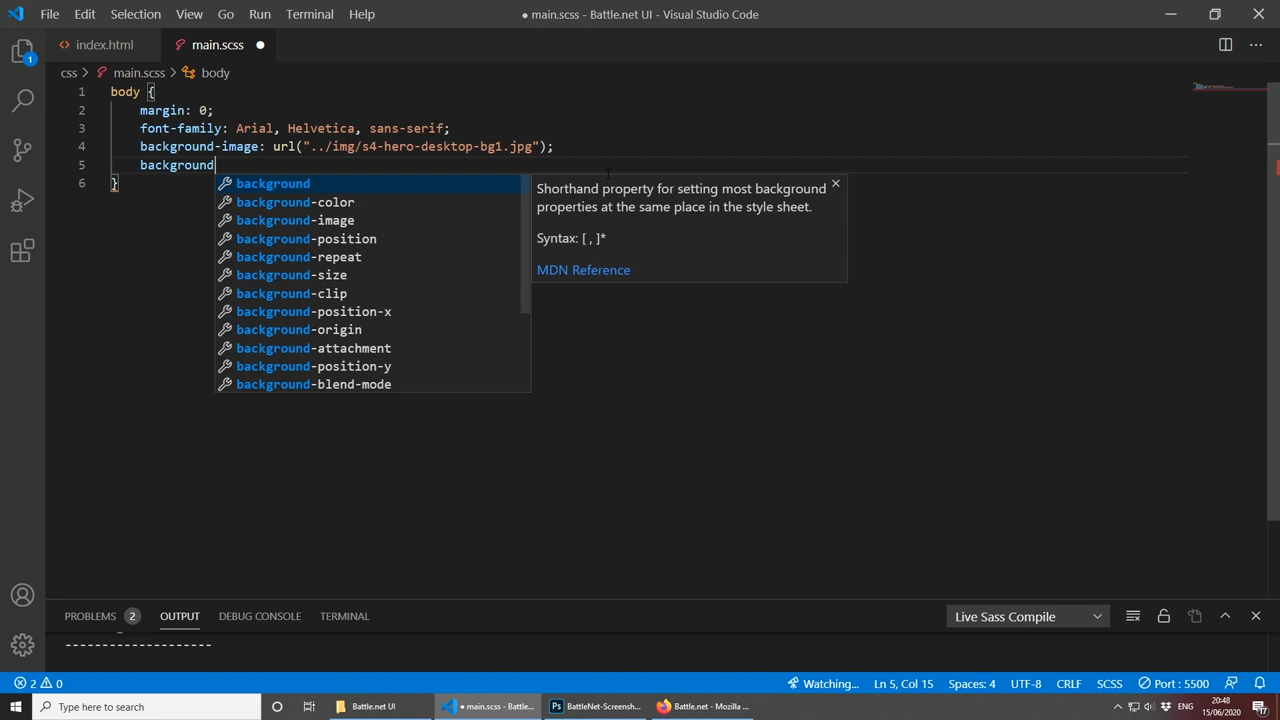 File Edit Selection View Go Run Terminal Help
● main.scss - Battle.net UI - Visual Studio Code
index.html main.scss
css > main.scss > body
1 body {
2 margin: 0;
3 font-family: Arial, Helvetica, sans-serif;
4 background-image: url("../img/s4-hero-desktop-bg1.jpg");
5 background
6 }
background
background-color
background-image
background-position
background-repeat
background-size
background-clip
background-position-x
background-origin
background-attachment
background-position-y
background-blend-mode
Shorthand property for setting most background
properties at the same place in the style sheet.
Syntax: [ , ]*
MDN Reference
1
PROBLEMS 2 OUTPUT DEBUG CONSOLE TERMINAL
Live Sass Compile
--------------------
2 0
Watching... Ln 5, Col 15 Spaces: 4 UTF-8 CRLF SCSS Port : 5500
Type here to search
Battle.net UI
● main.scss - Battle...
BattleNet-Screensh...
Battle.net - Mozilla ...
ENG
20:48
15/06/2020
17